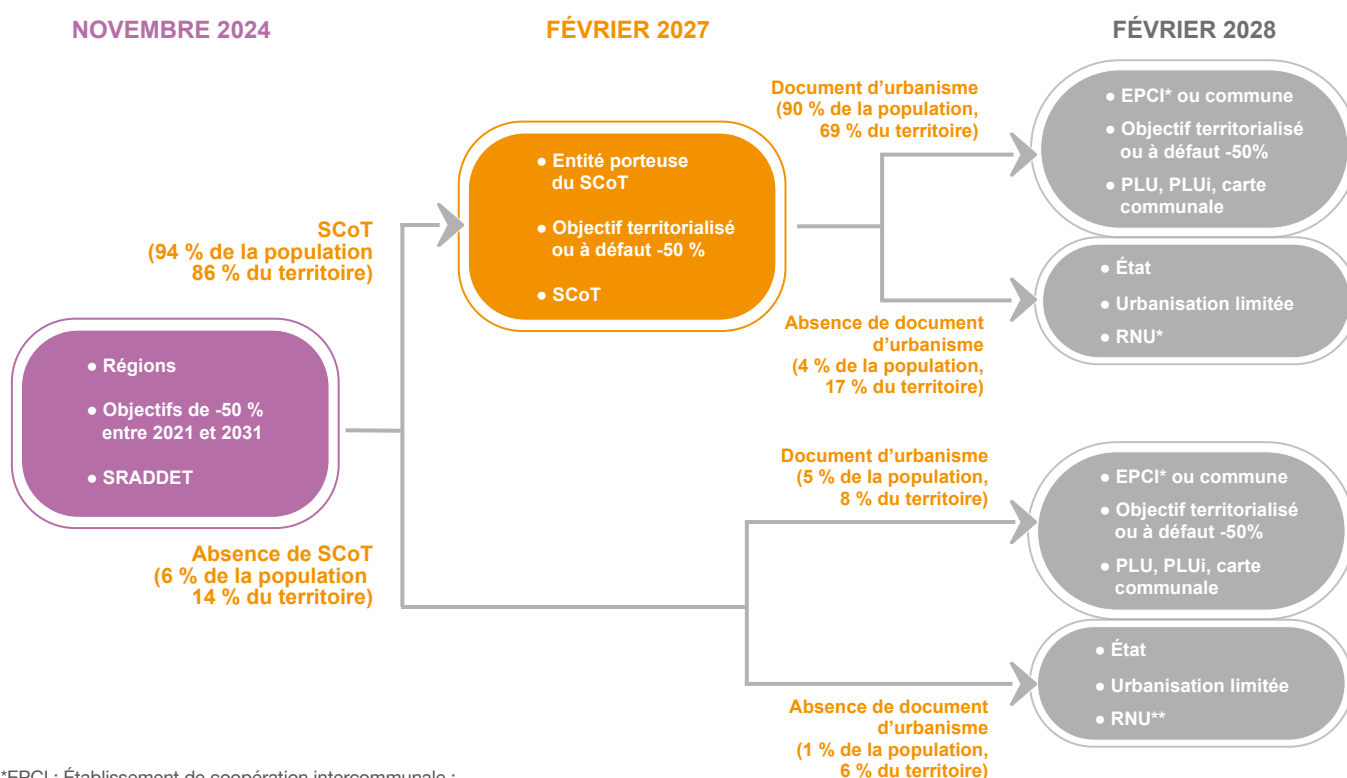 NOVEMBRE 2024
FÉVRIER 2027
FÉVRIER 2028
● Régions
● Objectifs de -50 %
entre 2021 et 2031
● SRADDET
SCoT
(94 % de la population
86 % du territoire)
Absence de SCoT
(6 % de la population
14 % du territoire)
● Entité porteuse
du SCoT
● Objectif territorialisé
ou à défaut -50 %
● SCoT
Document d'urbanisme
(90 % de la population,
69 % du territoire)
Absence de document
d'urbanisme
(4 % de la population,
17 % du territoire)
Document d'urbanisme
(5 % de la population,
8 % du territoire)
Absence de document
d'urbanisme
(1 % de la population,
6 % du territoire)
● EPCI* ou commune
● Objectif territorialisé
ou à défaut -50%
● PLU, PLUi, carte
communale
● État
● Urbanisation limitée
● RNU*
● EPCI* ou commune
● Objectif territorialisé
ou à défaut -50%
● PLU, PLUi, carte
communale
● État
● Urbanisation limitée
● RNU**
*EPCI : Établissement de coopération intercommunale ;